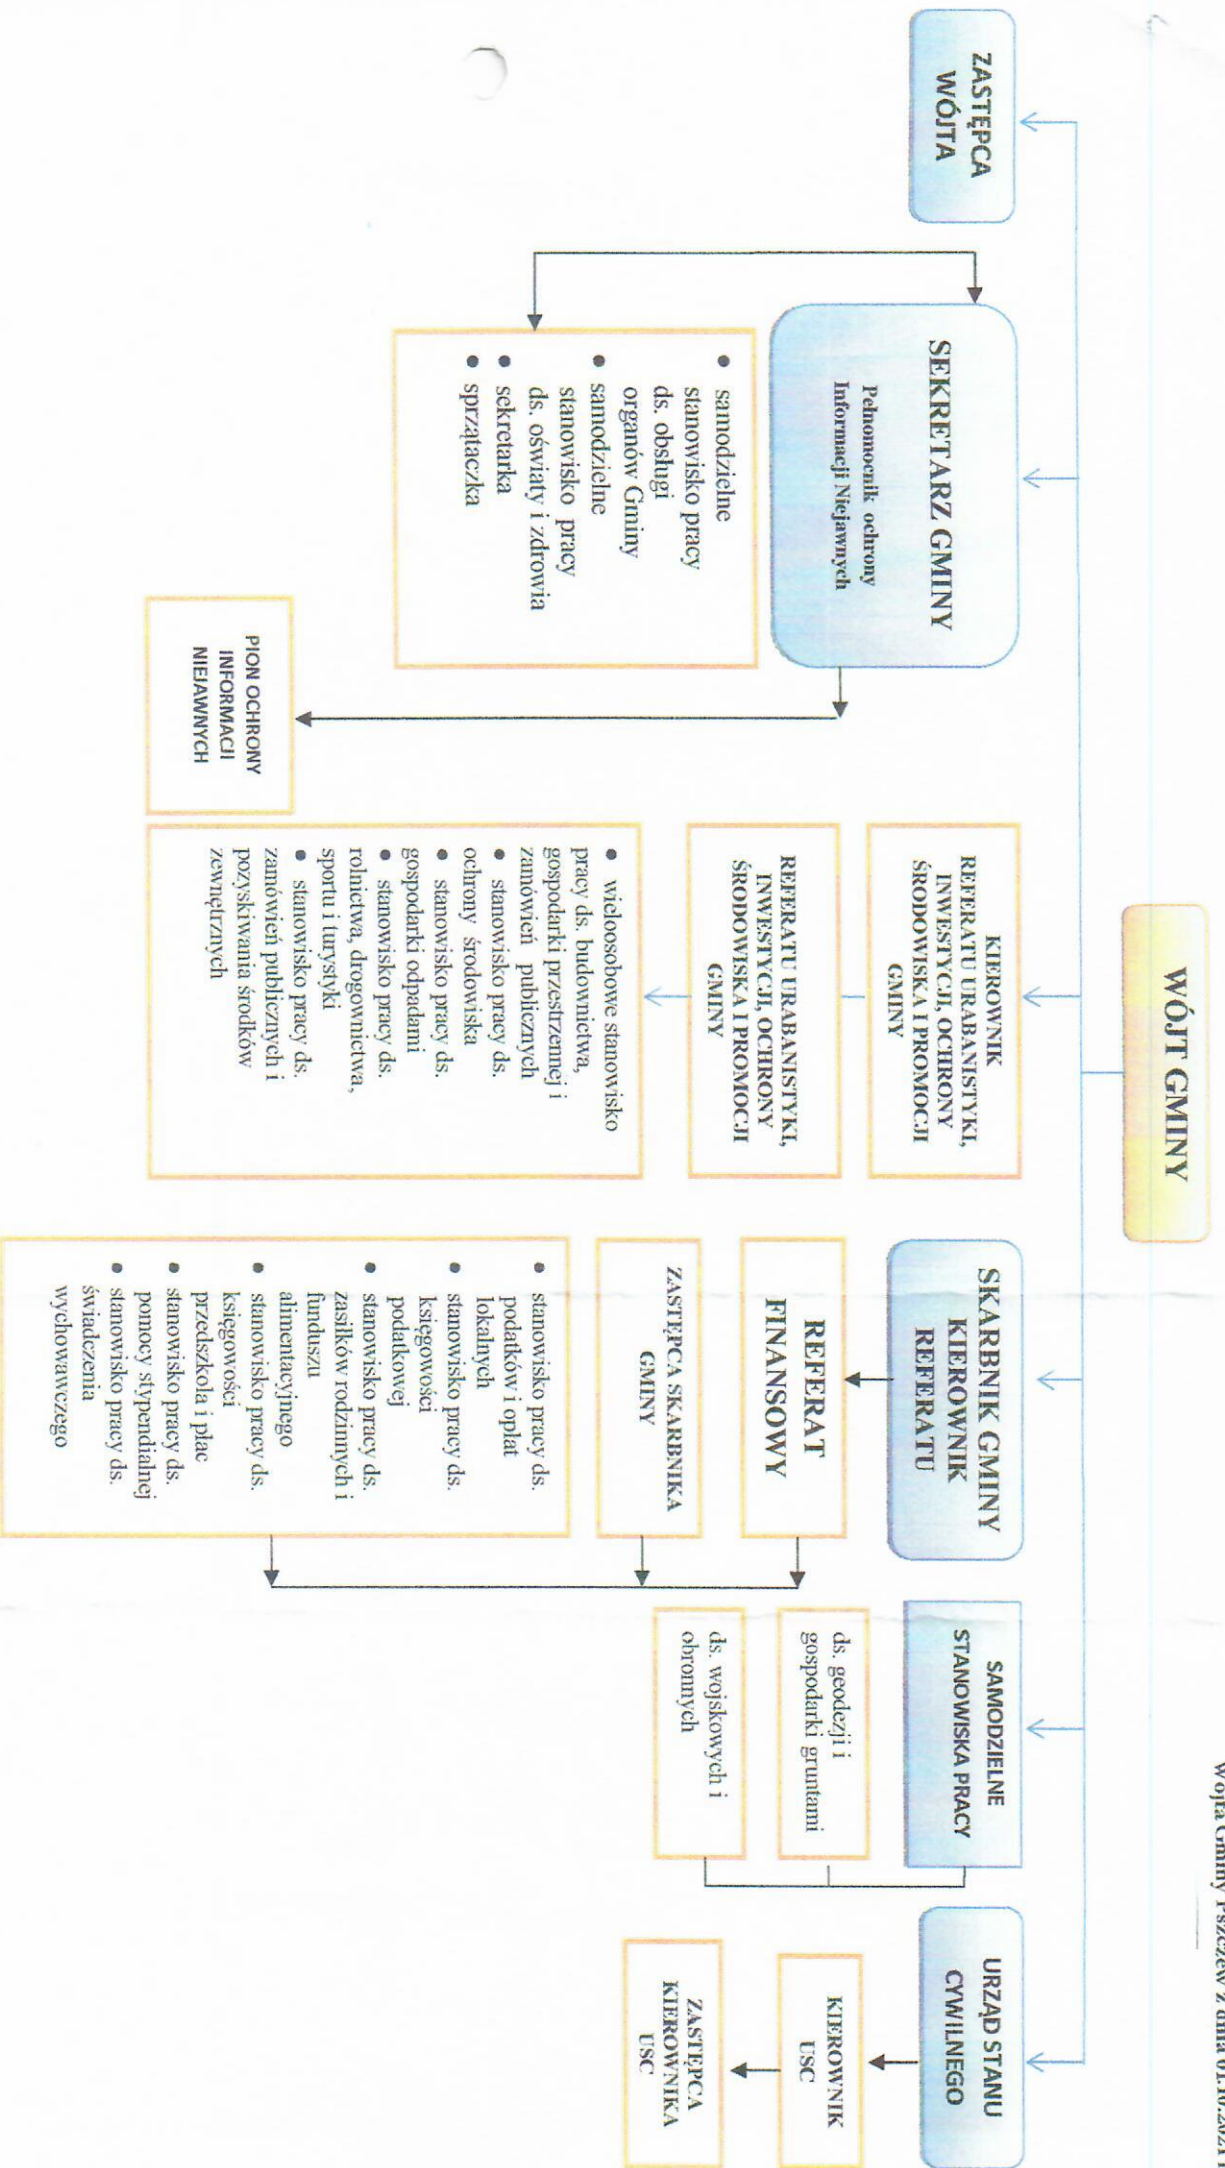 Wójta Gminy Pszczew z dnia 01.10.2021 r
WÓJT GMINY
ZASTĘPCA
WÓJTA
SEKRETARZ GMINY
Pełnomocnik ochrony
Informacji Niejawnych
• samodzielne
stanowisko pracy
ds. obsługi
organów Gminy
• samodzielne
stanowisko pracy
ds. oświaty i zdrowia
• sekretarka
• sprzątaczka
PION OCHRONY
INFORMACJI
NIEJAWNYCH
KIEROWNIK
REFERATU URABANISTYKI,
INWESTYCJI, OCHRONY
ŚRODOWISKA I PROMOCJI
GMINY
REFERATU URABANISTYKI,
INWESTYCJI, OCHRONY
ŚRODOWISKA I PROMOCJI
GMINY
• wieloosobowe stanowisko
pracy ds. budownictwa,
gospodarki przestrzennej i
zamówień publicznych
• stanowisko pracy ds.
ochrony środowiska
• stanowisko pracy ds.
gospodarki odpadami
• stanowisko pracy ds.
rolnictwa, drogownictwa,
sportu i turystyki
• stanowisko pracy ds.
zamówień publicznych i
pozyskiwania środków
zewnętrznych
SKARBNIK GMINY
KIEROWNIK
REFERATU
REFERAT
FINANSOWY
ZASTĘPCA SKARBNIKA
GMINY
• stanowisko pracy ds.
podatków i opłat
lokalnych
• stanowisko pracy ds.
księgowości
podatkowej
• stanowisko pracy ds.
zasiłków rodzinnych i
funduszu
alimentacyjnego
• stanowisko pracy ds.
księgowości
przedszkola i płac
• stanowisko pracy ds.
pomocy stypendialnej
• stanowisko pracy ds.
świadczenia
wychowawczego
SAMODZIELNE
STANOWISKA PRACY
ds. geodezji i
gospodarki gruntami
ds. wojskowych i
obronnych
URZĄD STANU
CYWILNEGO
KIEROWNIK
USC
ZASTĘPCA
KIEROWNIKA
USC